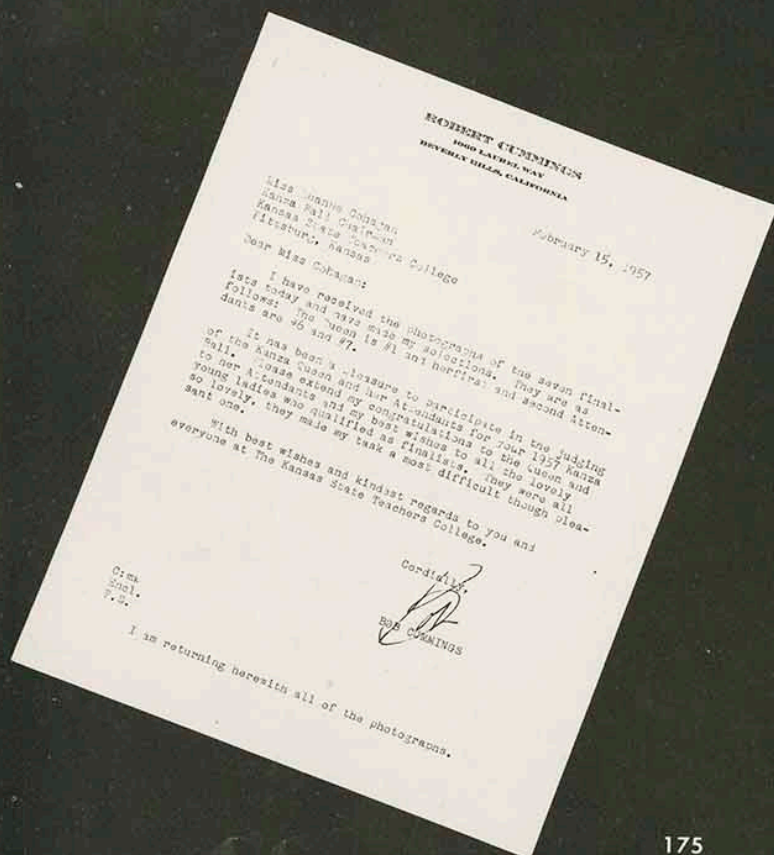 ROBERT CUMMINGS
1060 LAUREL WAY
BEVERLY HILLS, CALIFORNIA
February 15, 1957
Miss Cohagan
Kanza Ball Chairman
Kansas State Teachers College
Pittsburg, Kansas
Dear Miss Cohagan:
I have received the photographs of the seven final-
ists today and have made my selections. They are as
follows: The Queen is #1 and her first and second atten-
dants are #6 and #7.
It has been a pleasure to participate in the judging
of the Kanza Queen and her Attendants for your 1957 Kanza
Ball. Please extend my congratulations to the Queen and
to her Attendants and my best wishes to all the lovely
young ladies who qualified as finalists. They were all
so lovely, they made my task a most difficult though plea-
sant one.
With best wishes and kindest regards to you and
everyone at The Kansas State Teachers College.
Cordially,
Bob
BOB CUMMINGS
C:mk
Encl.
P.S.
I am returning herewith all of the photographs.
175